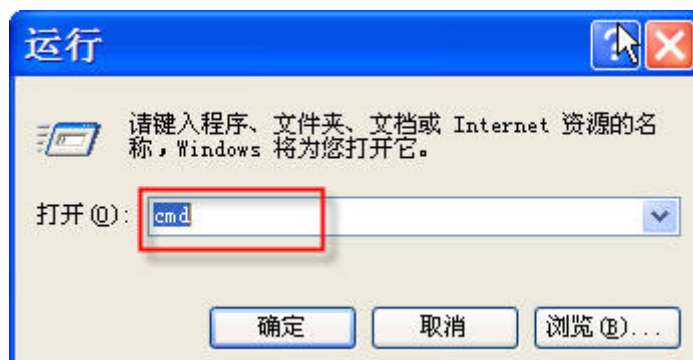 运行
请键入程序、文件夹、文档或 Internet 资源的名
称，Windows 将为您打开它。
打开(O): cmd
确定 取消 浏览(B)...